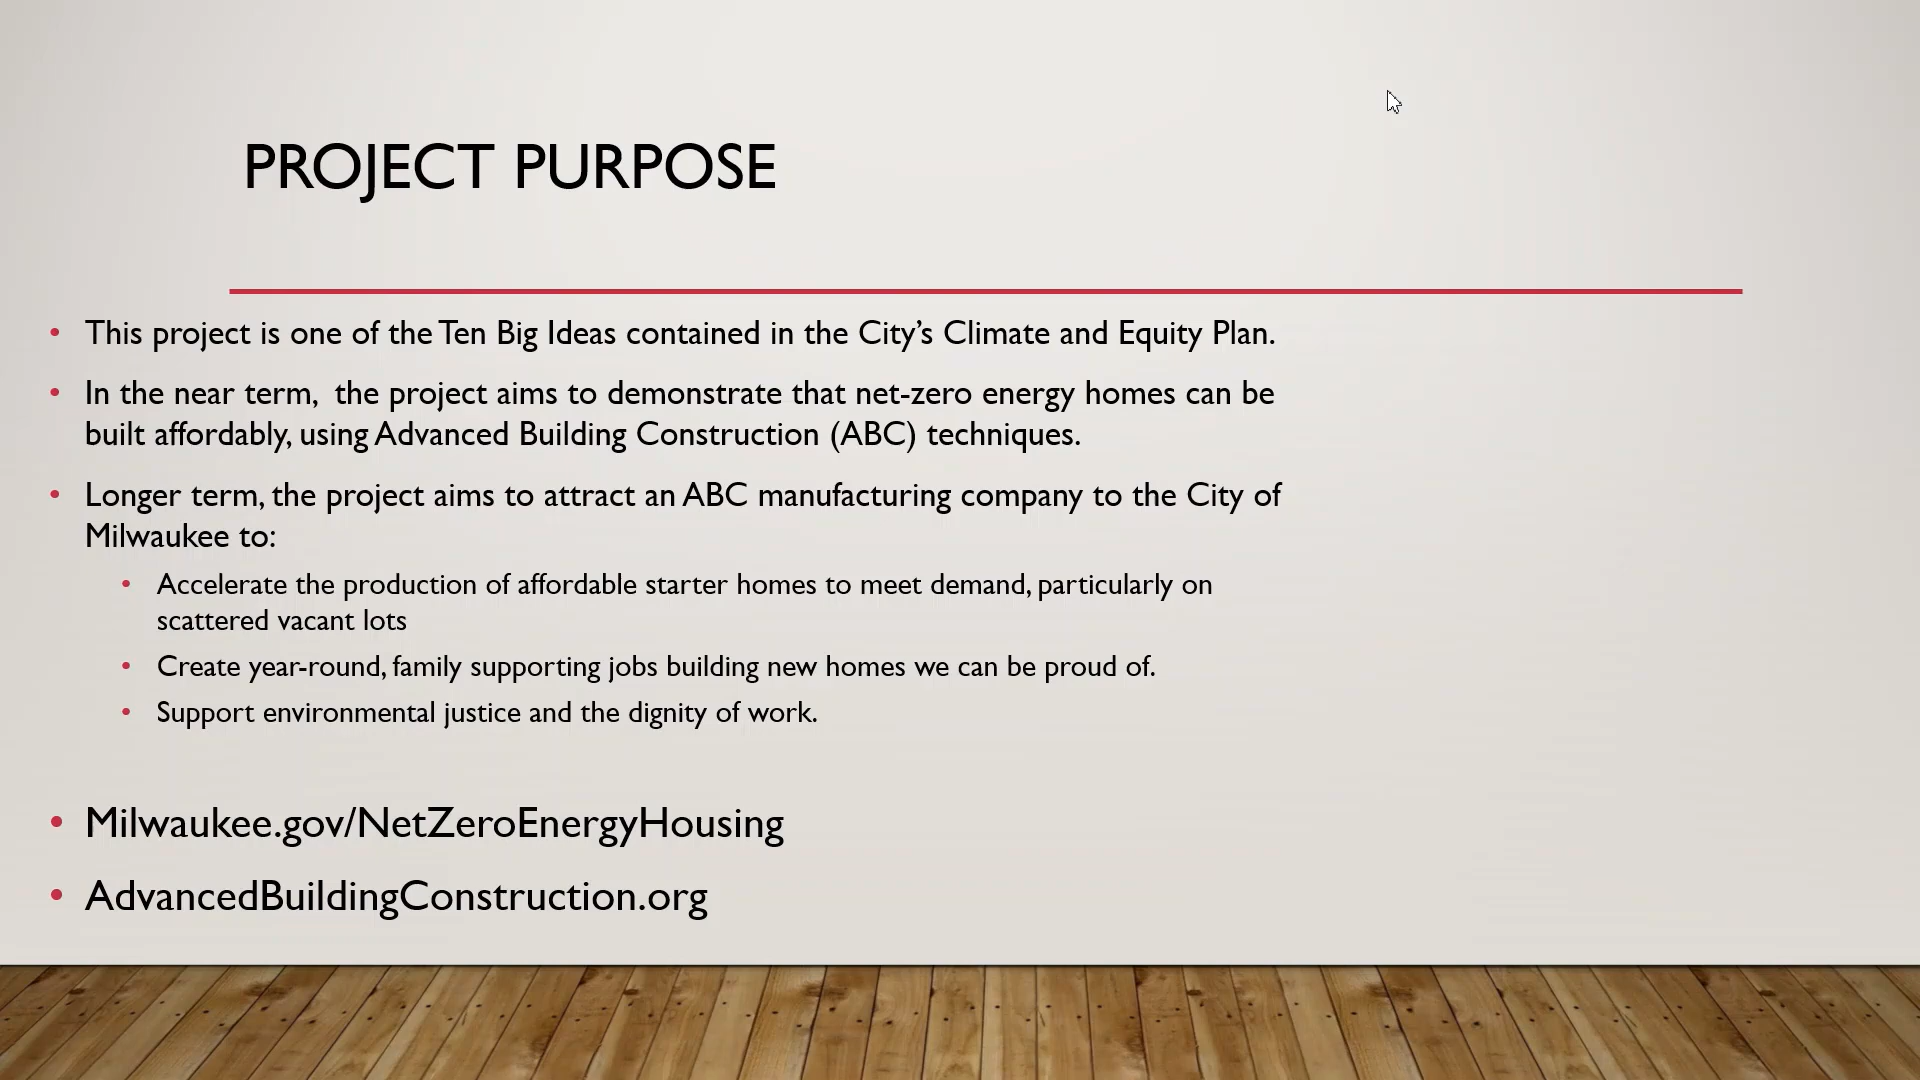 PROJECT PURPOSE
• This project is one of the Ten Big Ideas contained in the City’s Climate and Equity Plan.
• In the near term,  the project aims to demonstrate that net-zero energy homes can be
built affordably, using Advanced Building Construction (ABC) techniques.
• Longer term, the project aims to attract an ABC manufacturing company to the City of
Milwaukee to:
• Accelerate the production of affordable starter homes to meet demand, particularly on
scattered vacant lots
• Create year-round, family supporting jobs building new homes we can be proud of.
• Support environmental justice and the dignity of work.
• Milwaukee.gov/NetZeroEnergyHousing
• AdvancedBuildingConstruction.org